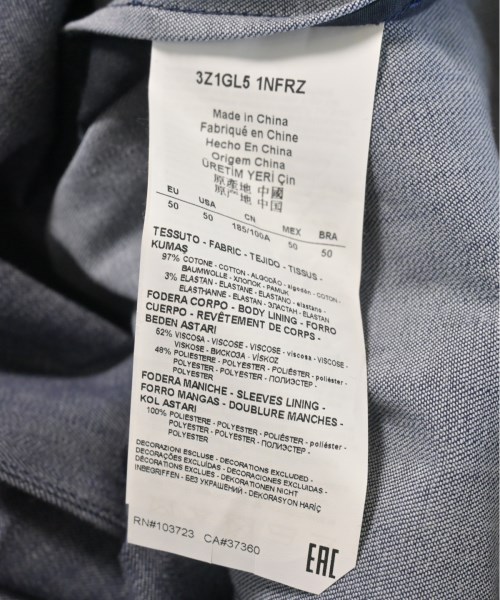 3Z1GL5 1NFRZ
Made in China
Fabriqué en Chine
Hecho En China
Origem China
ÜRETİM YERİ Çin
原產地 中國
原产地 中国
EU USA CN MEX BRA
50 50 185/100A 50 50
TESSUTO - FABRIC - TEJIDO - TISSUS -
KUMAŞ
97% COTONE - COTTON - ALGODÃO - algodón - COTON -
BAUMWOLLE - ХЛОПОК - PAMUK
3% ELASTAN - ELASTANE - ELASTANO - elastano -
ELASTHANNE - ELASTAN - ЭЛАСТАН - ELASTAN
FODERA CORPO - BODY LINING - FORRO
CUERPO - REVÊTEMENT DE CORPS -
BEDEN ASTARI
52% VISCOSA - VISCOSE - VISCOSE - viscosa - VISCOSE -
VISKOSE - ВИСКОЗА - VİSKOZ
48% POLIESTERE - POLYESTER - POLIÉSTER - poliéster -
POLYESTER - POLYESTER - ПОЛИЭСТЕР -
POLYESTER
FODERA MANICHE - SLEEVES LINING -
FORRO MANGAS - DOUBLURE MANCHES -
KOL ASTARI
100% POLIESTERE - POLYESTER - POLIÉSTER - poliéster -
POLYESTER - POLYESTER - ПОЛИЭСТЕР -
POLYESTER
DECORAZIONI ESCLUSE - DECORATIONS EXCLUDED -
DECORAÇÕES EXCLUÍDAS - DECORACIONES EXCLUIDAS -
DÉCORATIONS EXCLUES - DEKORATIONEN NICHT
INBEGRIFFEN - БЕЗ УКРАШЕНИЙ - DEKORASYON HARİÇ
RN#103723 CA#37360
EAC